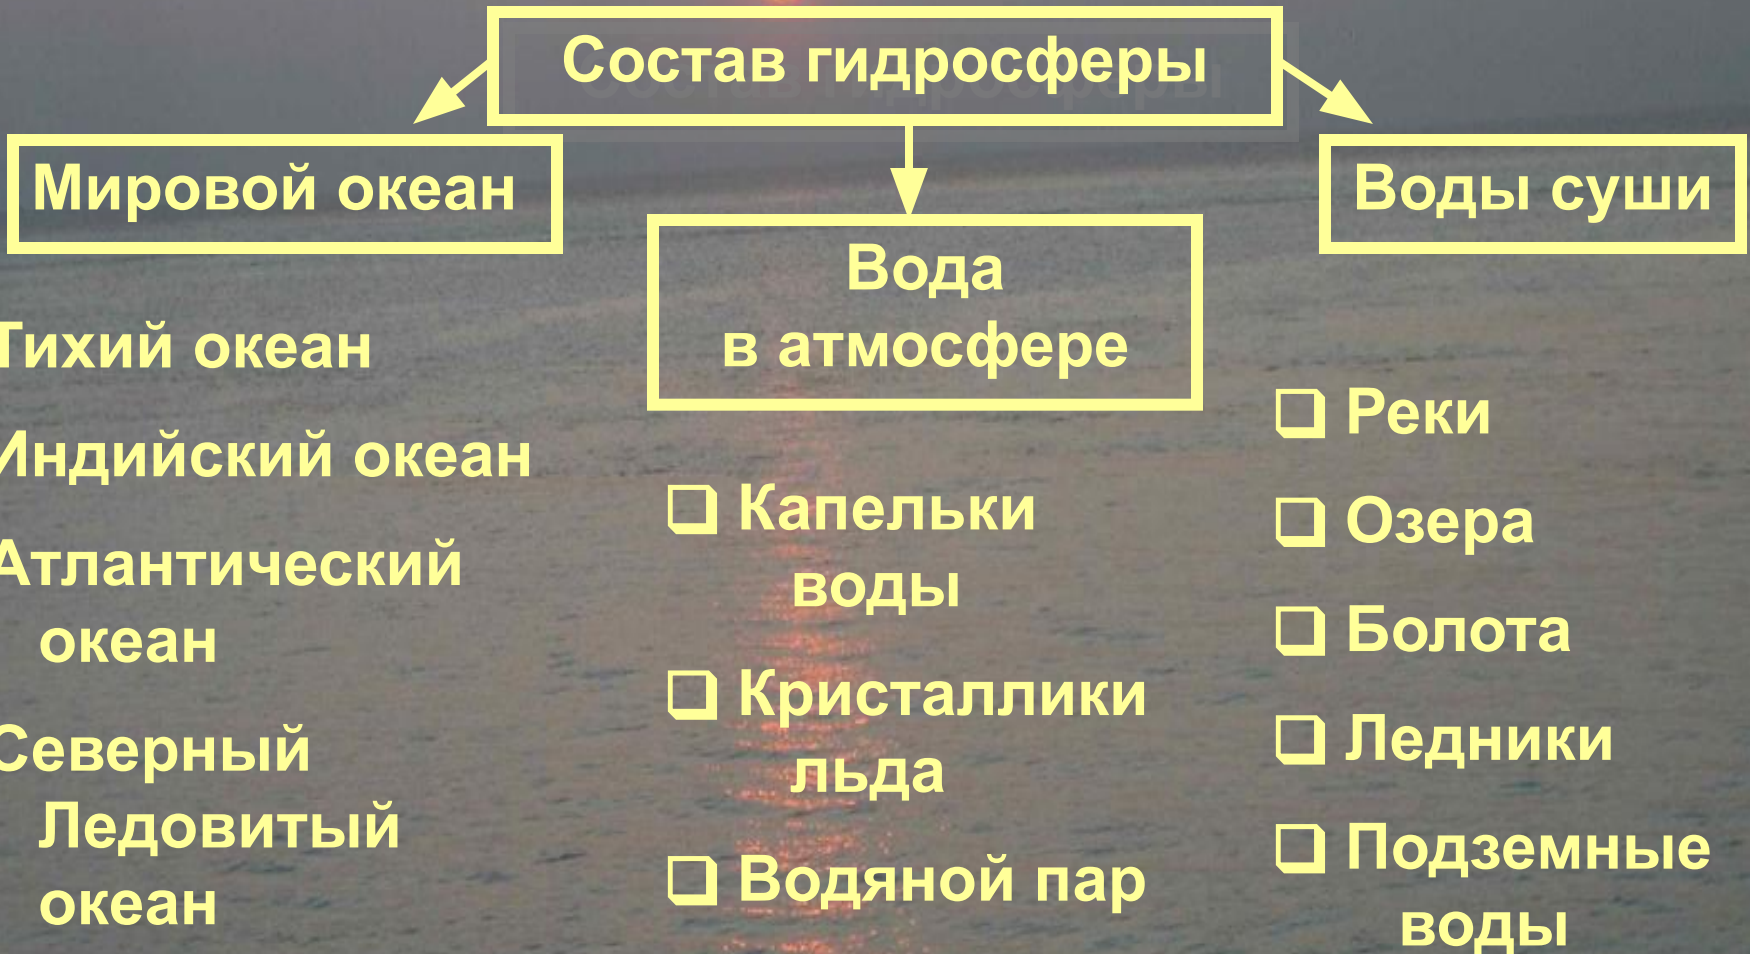 Состав гидросферы
Мировой океан
Тихий океан
Индийский океан
Атлантический
океан
Северный
Ледовитый
океан
Вода
в атмосфере
Капельки
воды
Кристаллики
льда
Водяной пар
Воды суши
Реки
Озера
Болота
Ледники
Подземные
воды